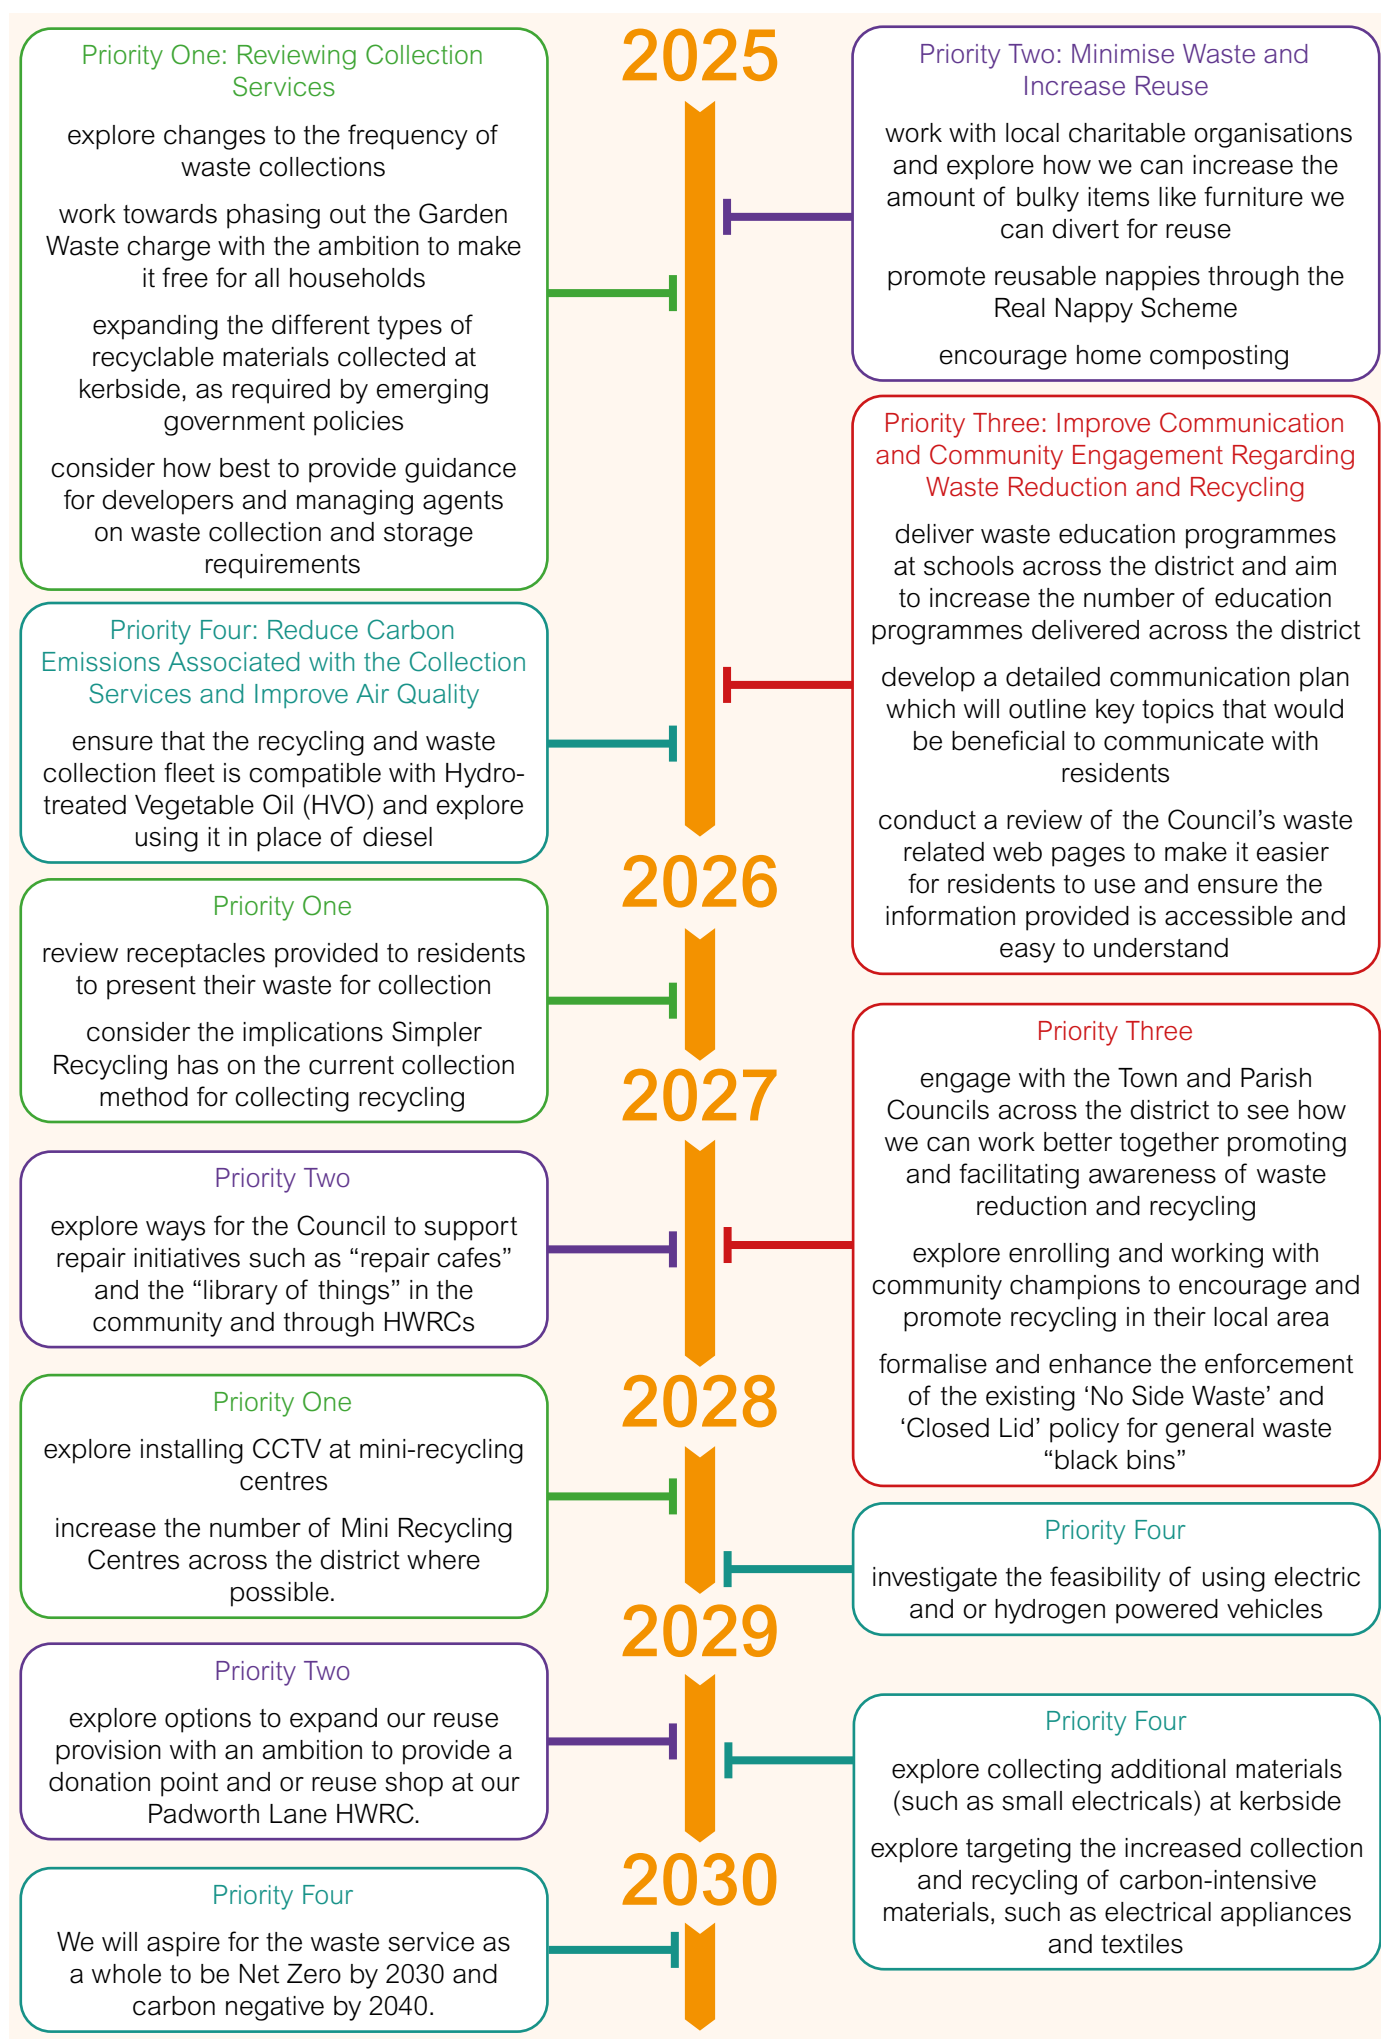 2025
Priority One: Reviewing Collection
Services
explore changes to the frequency of
waste collections
work towards phasing out the Garden
Waste charge with the ambition to make
it free for all households
expanding the different types of
recyclable materials collected at
kerbside, as required by emerging
government policies
consider how best to provide guidance
for developers and managing agents
on waste collection and storage
requirements
Priority Two: Minimise Waste and
Increase Reuse
work with local charitable organisations
and explore how we can increase the
amount of bulky items like furniture we
can divert for reuse
promote reusable nappies through the
Real Nappy Scheme
encourage home composting
Priority Three: Improve Communication
and Community Engagement Regarding
Waste Reduction and Recycling
deliver waste education programmes
at schools across the district and aim
to increase the number of education
programmes delivered across the district
develop a detailed communication plan
which will outline key topics that would
be beneficial to communicate with
residents
conduct a review of the Council’s waste
related web pages to make it easier
for residents to use and ensure the
information provided is accessible and
easy to understand
Priority Four: Reduce Carbon
Emissions Associated with the Collection
Services and Improve Air Quality
ensure that the recycling and waste
collection fleet is compatible with Hydro-
treated Vegetable Oil (HVO) and explore
using it in place of diesel
2026
Priority One
review receptacles provided to residents
to present their waste for collection
consider the implications Simpler
Recycling has on the current collection
method for collecting recycling
2027
Priority Two
explore ways for the Council to support
repair initiatives such as “repair cafes”
and the “library of things” in the
community and through HWRCs
Priority Three
engage with the Town and Parish
Councils across the district to see how
we can work better together promoting
and facilitating awareness of waste
reduction and recycling
explore enrolling and working with
community champions to encourage and
promote recycling in their local area
formalise and enhance the enforcement
of the existing ‘No Side Waste’ and
‘Closed Lid’ policy for general waste
“black bins”
2028
Priority One
explore installing CCTV at mini-recycling
centres
increase the number of Mini Recycling
Centres across the district where
possible.
Priority Four
investigate the feasibility of using electric
and or hydrogen powered vehicles
2029
Priority Two
explore options to expand our reuse
provision with an ambition to provide a
donation point and or reuse shop at our
Padworth Lane HWRC.
Priority Four
explore collecting additional materials
(such as small electricals) at kerbside
explore targeting the increased collection
and recycling of carbon-intensive
materials, such as electrical appliances
and textiles
2030
Priority Four
We will aspire for the waste service as
a whole to be Net Zero by 2030 and
carbon negative by 2040.